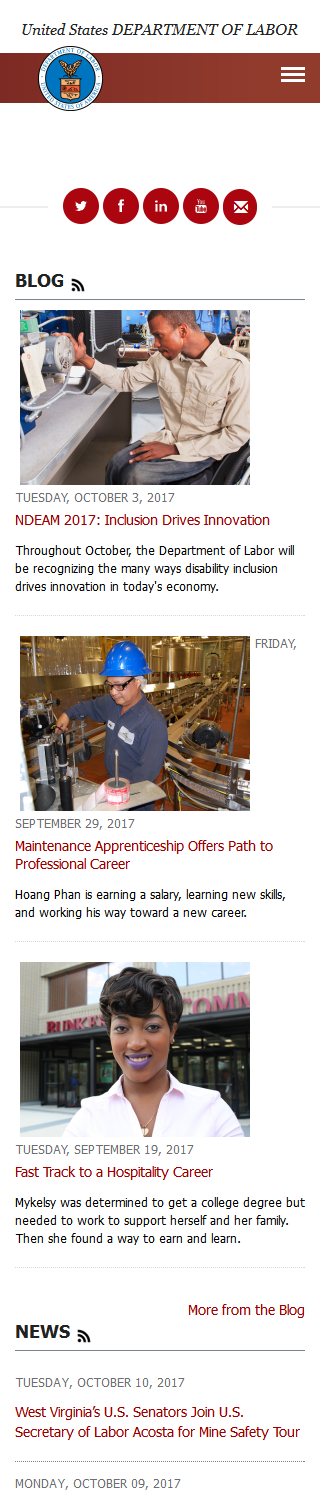 United States DEPARTMENT OF LABOR
DEPARTMENT OF LABOR
UNITED STATES OF AMERICA
You
Tube
BLOG
TUESDAY, OCTOBER 3, 2017
NDEAM 2017: Inclusion Drives Innovation
Throughout October, the Department of Labor will
be recognizing the many ways disability inclusion
drives innovation in today's economy.
FRIDAY,
SEPTEMBER 29, 2017
Maintenance Apprenticeship Offers Path to
Professional Career
Hoang Phan is earning a salary, learning new skills,
and working his way toward a new career.
TUESDAY, SEPTEMBER 19, 2017
Fast Track to a Hospitality Career
Mykelsy was determined to get a college degree but
needed to work to support herself and her family.
Then she found a way to earn and learn.
More from the Blog
NEWS
TUESDAY, OCTOBER 10, 2017
West Virginia’s U.S. Senators Join U.S.
Secretary of Labor Acosta for Mine Safety Tour
MONDAY, OCTOBER 09, 2017